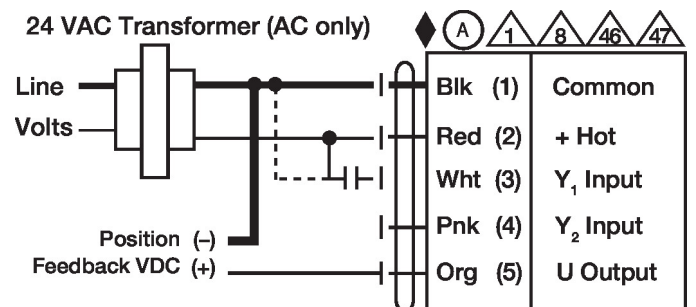 24 VAC Transformer (AC only)
A 1 8 46 47
Line
Volts
Blk (1) Common
Red (2) + Hot
Wht (3) Y1 Input
Pnk (4) Y2 Input
Org (5) U Output
Position (–)
Feedback VDC (+)